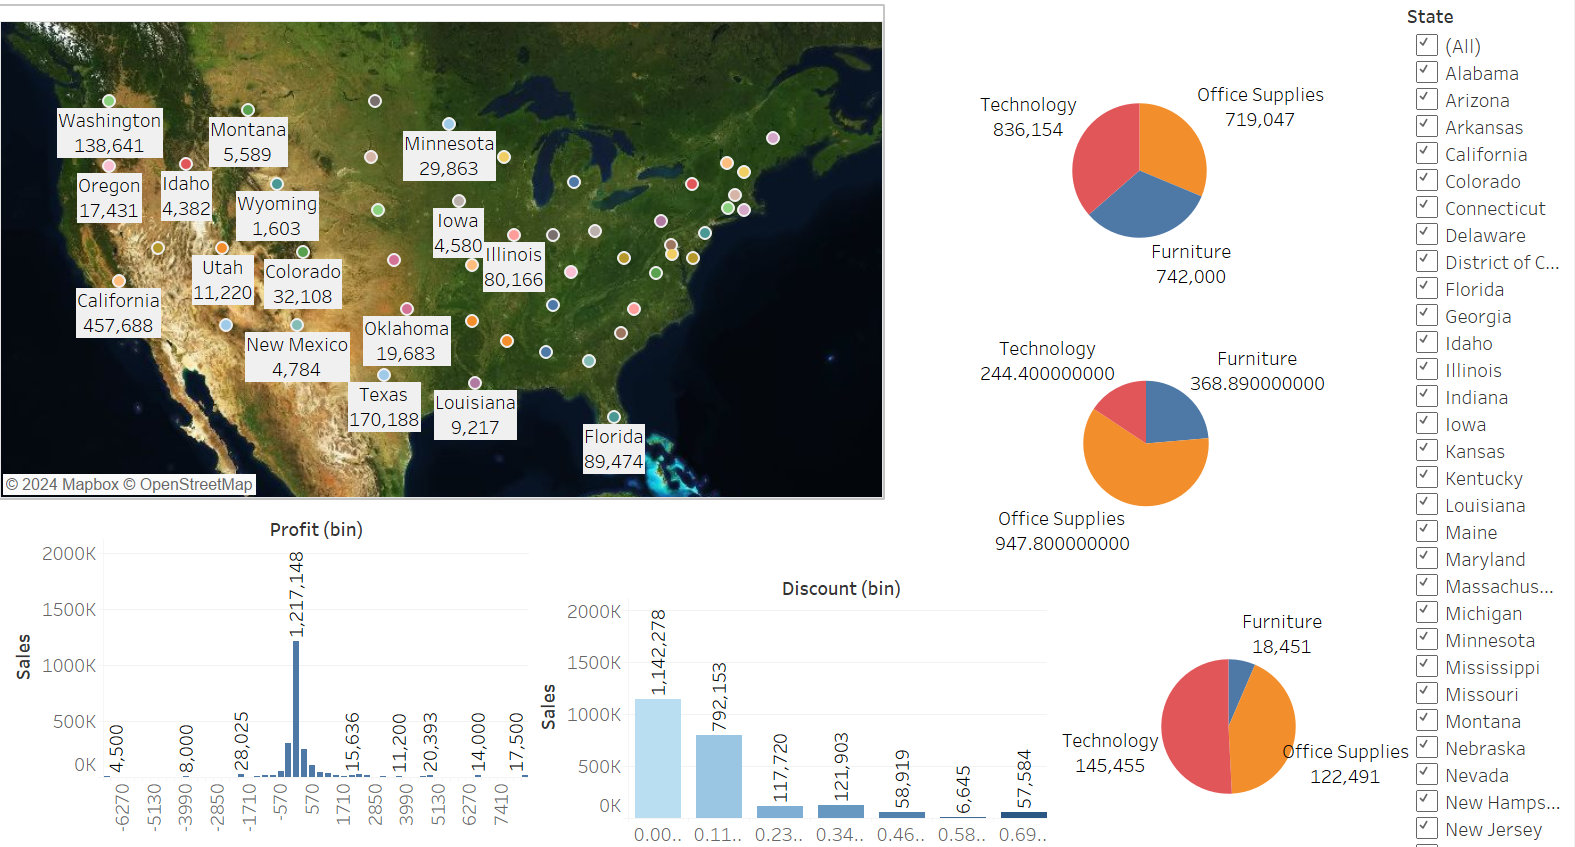 Washington
138,641
Oregon
17,431
Idaho
4,382
Montana
5,589
Wyoming
1,603
Utah
11,220
Colorado
32,108
California
457,688
New Mexico
4,784
Minnesota
29,863
Iowa
4,580
Illinois
80,166
Oklahoma
19,683
Texas
170,188
Louisiana
9,217
Florida
89,474
© 2024 Mapbox © OpenStreetMap
Technology
836,154
Office Supplies
719,047
Furniture
742,000
Technology
244.400000000
Furniture
368.890000000
Office Supplies
947.800000000
Furniture
18,451
Technology
145,455
Office Supplies
122,491
Profit (bin)
Sales
2000K
1500K
1000K
500K
0K
4,500
8,000
28,025
1,217,148
15,636
11,200
20,393
14,000
17,500
-6270
-5130
-3990
-2850
-1710
-570
570
1710
2850
3990
5130
6270
7410
Discount (bin)
Sales
2000K
1500K
1000K
500K
0K
1,142,278
792,153
117,720
121,903
58,919
6,645
57,584
0.00..
0.11..
0.23..
0.34..
0.46..
0.58..
0.69..
State
(All)
Alabama
Arizona
Arkansas
California
Colorado
Connecticut
Delaware
District of C...
Florida
Georgia
Idaho
Illinois
Indiana
Iowa
Kansas
Kentucky
Louisiana
Maine
Maryland
Massachus...
Michigan
Minnesota
Mississippi
Missouri
Montana
Nebraska
Nevada
New Hamps...
New Jersey